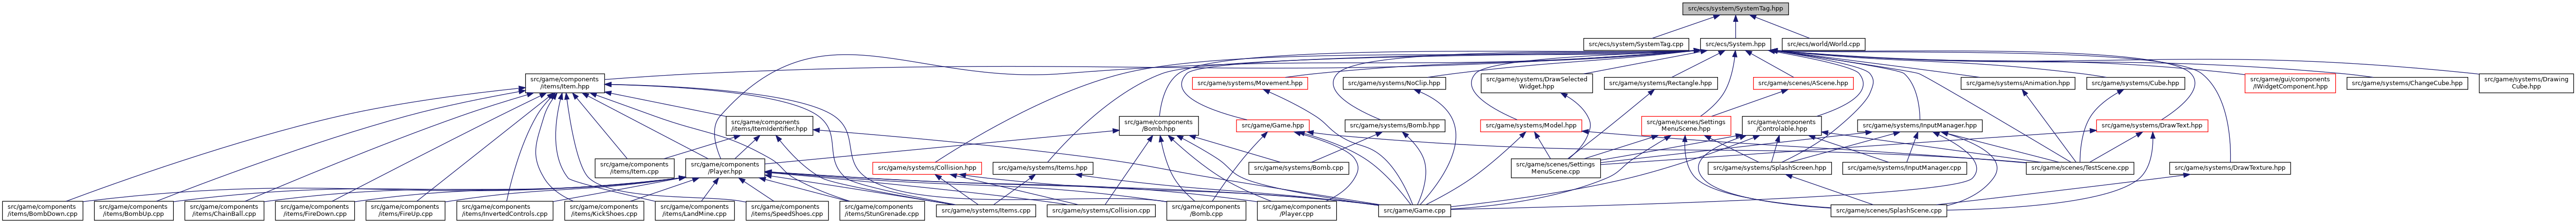 src/ecs/system/SystemTag.hpp
src/ecs/system/SystemTag.cpp
src/ecs/System.hpp
src/ecs/world/World.cpp
src/game/components
/items/Item.hpp
src/game/systems/Movement.hpp
src/game/systems/NoClip.hpp
src/game/systems/DrawSelected
Widget.hpp
src/game/systems/Rectangle.hpp
src/game/scenes/AScene.hpp
src/game/systems/Animation.hpp
src/game/systems/Cube.hpp
src/game/gui/components
/IWidgetComponent.hpp
src/game/systems/ChangeCube.hpp
src/game/systems/Drawing
Cube.hpp
src/game/components
/items/ItemIdentifier.hpp
src/game/components
/Bomb.hpp
src/game/Game.hpp
src/game/systems/Bomb.hpp
src/game/systems/Model.hpp
src/game/scenes/Settings
MenuScene.hpp
src/game/components
/Controlable.hpp
src/game/systems/InputManager.hpp
src/game/systems/DrawText.hpp
src/game/components
/items/Item.cpp
src/game/components
/Player.hpp
src/game/systems/Collision.hpp
src/game/systems/Items.hpp
src/game/systems/Bomb.cpp
src/game/scenes/Settings
MenuScene.cpp
src/game/systems/SplashScreen.hpp
src/game/systems/InputManager.cpp
src/game/scenes/TestScene.cpp
src/game/systems/DrawTexture.hpp
src/game/components
/items/BombDown.cpp
src/game/components
/items/BombUp.cpp
src/game/components
/items/ChainBall.cpp
src/game/components
/items/FireDown.cpp
src/game/components
/items/FireUp.cpp
src/game/components
/items/InvertedControls.cpp
src/game/components
/items/KickShoes.cpp
src/game/components
/items/LandMine.cpp
src/game/components
/items/SpeedShoes.cpp
src/game/components
/items/StunGrenade.cpp
src/game/systems/Items.cpp
src/game/systems/Collision.cpp
src/game/components
/Bomb.cpp
src/game/components
/Player.cpp
src/game/Game.cpp
src/game/scenes/SplashScene.cpp